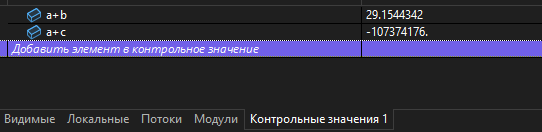 a+b 29.1544342
a+c -107374176.
Добавить элемент в контрольное значение
Видимые Локальные Потоки Модули Контрольные значения 1